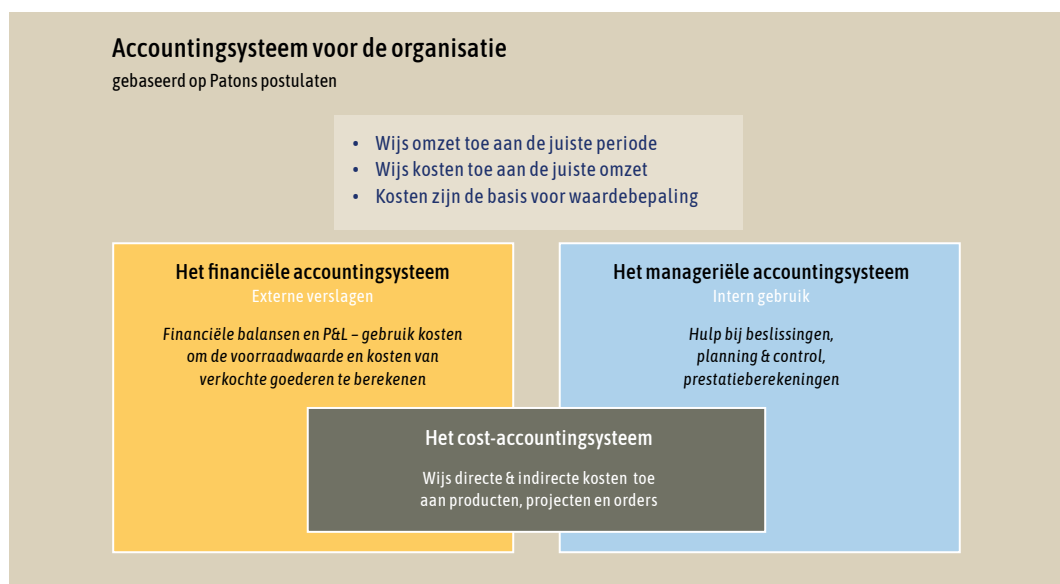 Accountingsysteem voor de organisatie
gebaseerd op Patons postulaten
• Wijs omzet toe aan de juiste periode
• Wijs kosten toe aan de juiste omzet
• Kosten zijn de basis voor waardebepaling
Het financiële accountingsysteem
Externe verslagen
Financiële balansen en P&L – gebruik kosten
om de voorraadwaarde en kosten van
verkochte goederen te berekenen
Het manageriële accountingsysteem
Intern gebruik
Hulp bij beslissingen,
planning & control,
prestatieberekeningen
Het cost-accountingsysteem
Wijs directe & indirecte kosten toe
aan producten, projecten en orders